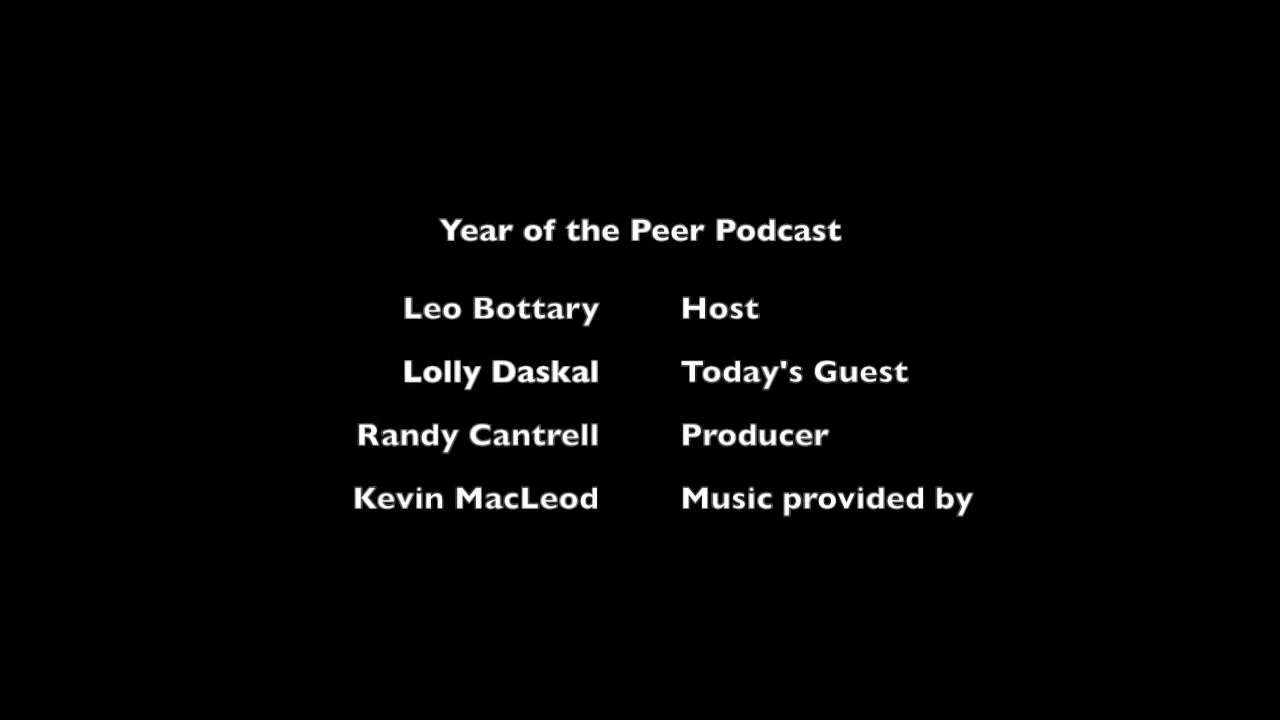 Year of the Peer Podcast
Leo Bottary Host
Lolly Daskal Today's Guest
Randy Cantrell Producer
Kevin MacLeod Music provided by